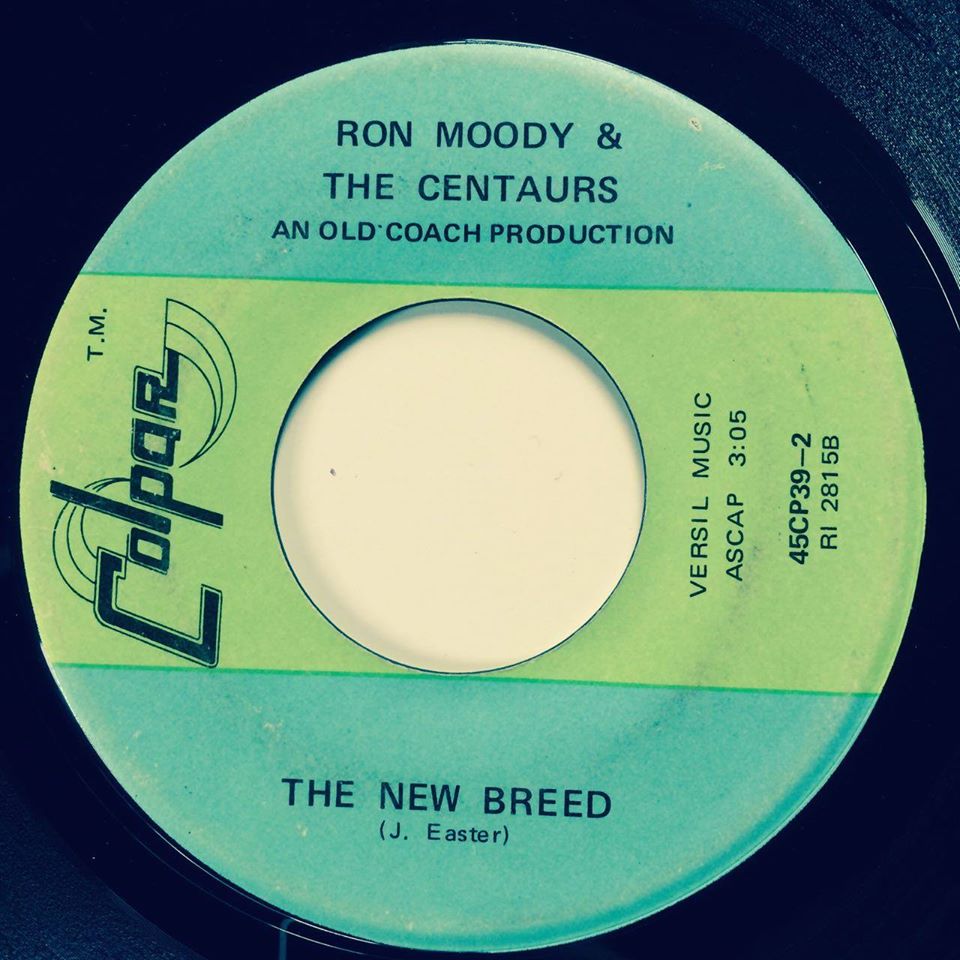 RON MOODY &
THE CENTAURS
AN OLD COACH PRODUCTION
T.M.
Colpar
VERSIL MUSIC
ASCAP 3:05
45CP39-2
RI 2815B
THE NEW BREED
(J. Easter)